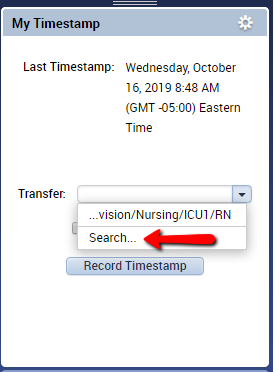 My Timestamp
Last Timestamp: Wednesday, October
16, 2019 8:48 AM
(GMT -05:00) Eastern
Time
Transfer:
...vision/Nursing/ICU1/RN
Search...
Record Timestamp